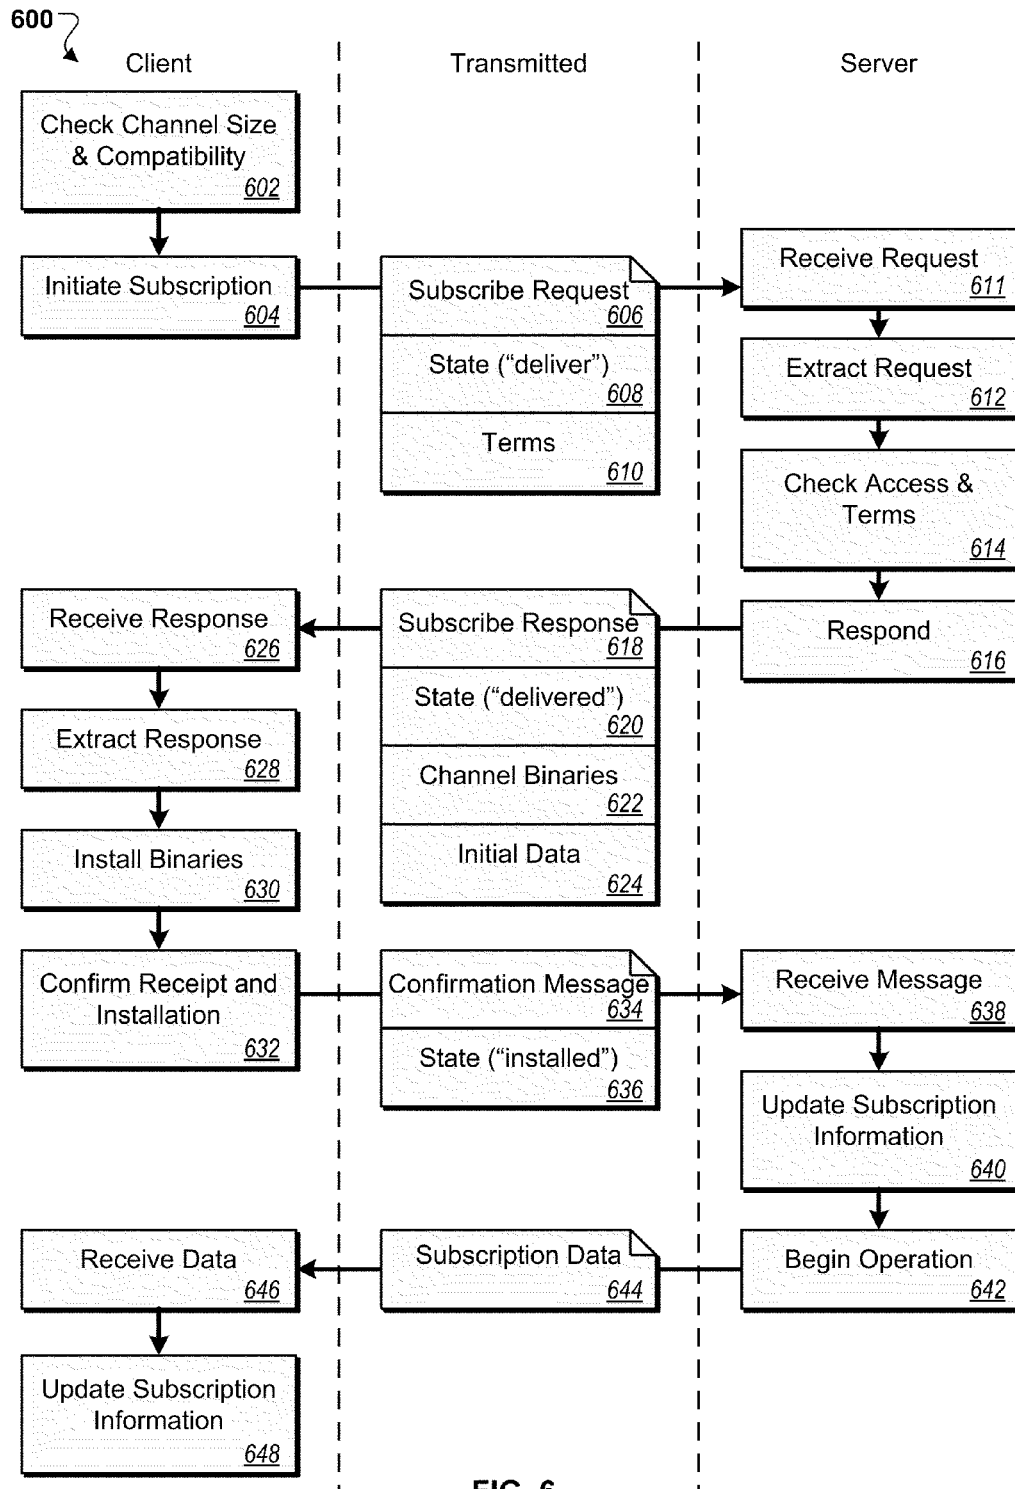 600
Client
Transmitted
Server
Check Channel Size
& Compatibility
602
Initiate Subscription
604
Subscribe Request
606
State (“deliver”)
608
Terms
610
Receive Request
611
Extract Request
612
Check Access &
Terms
614
Respond
616
Subscribe Response
618
State (“delivered”)
620
Channel Binaries
622
Initial Data
624
Receive Response
626
Extract Response
628
Install Binaries
630
Confirm Receipt and
Installation
632
Confirmation Message
634
State (“installed”)
636
Receive Message
638
Update Subscription
Information
640
Begin Operation
642
Subscription Data
644
Receive Data
646
Update Subscription
Information
648
FIG. 6